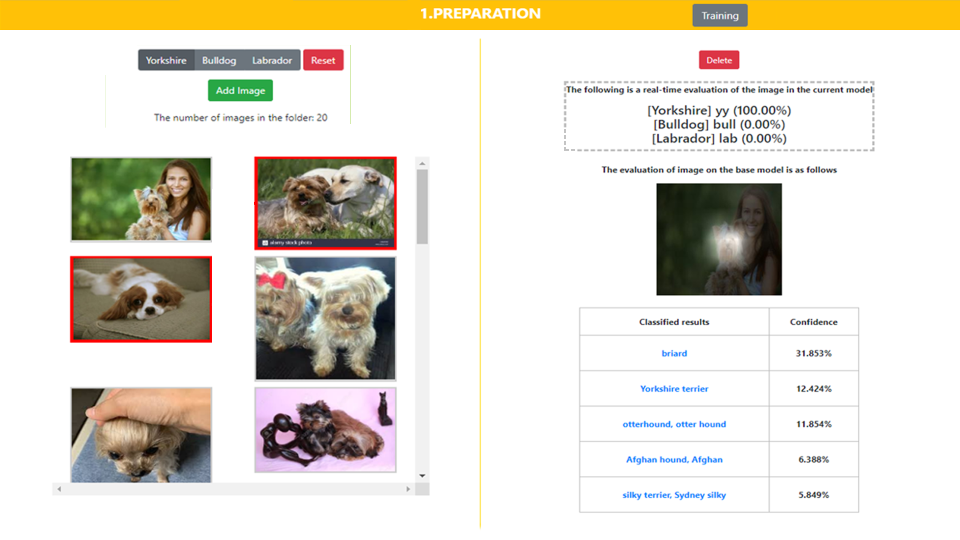 1.PREPARATION
Training
Yorkshire
Bulldog
Labrador
Reset
Add Image
The number of images in the folder: 20
alamy stock photo
Delete
The following is a real-time evaluation of the image in the current model
[Yorkshire] yy (100.00%)
[Bulldog] bull (0.00%)
[Labrador] lab (0.00%)
The evaluation of image on the base model is as follows
Classified results Confidence
briard 31.853%
Yorkshire terrier 12.424%
otterhound, otter hound 11.854%
Afghan hound, Afghan 6.388%
silky terrier, Sydney silky 5.849%